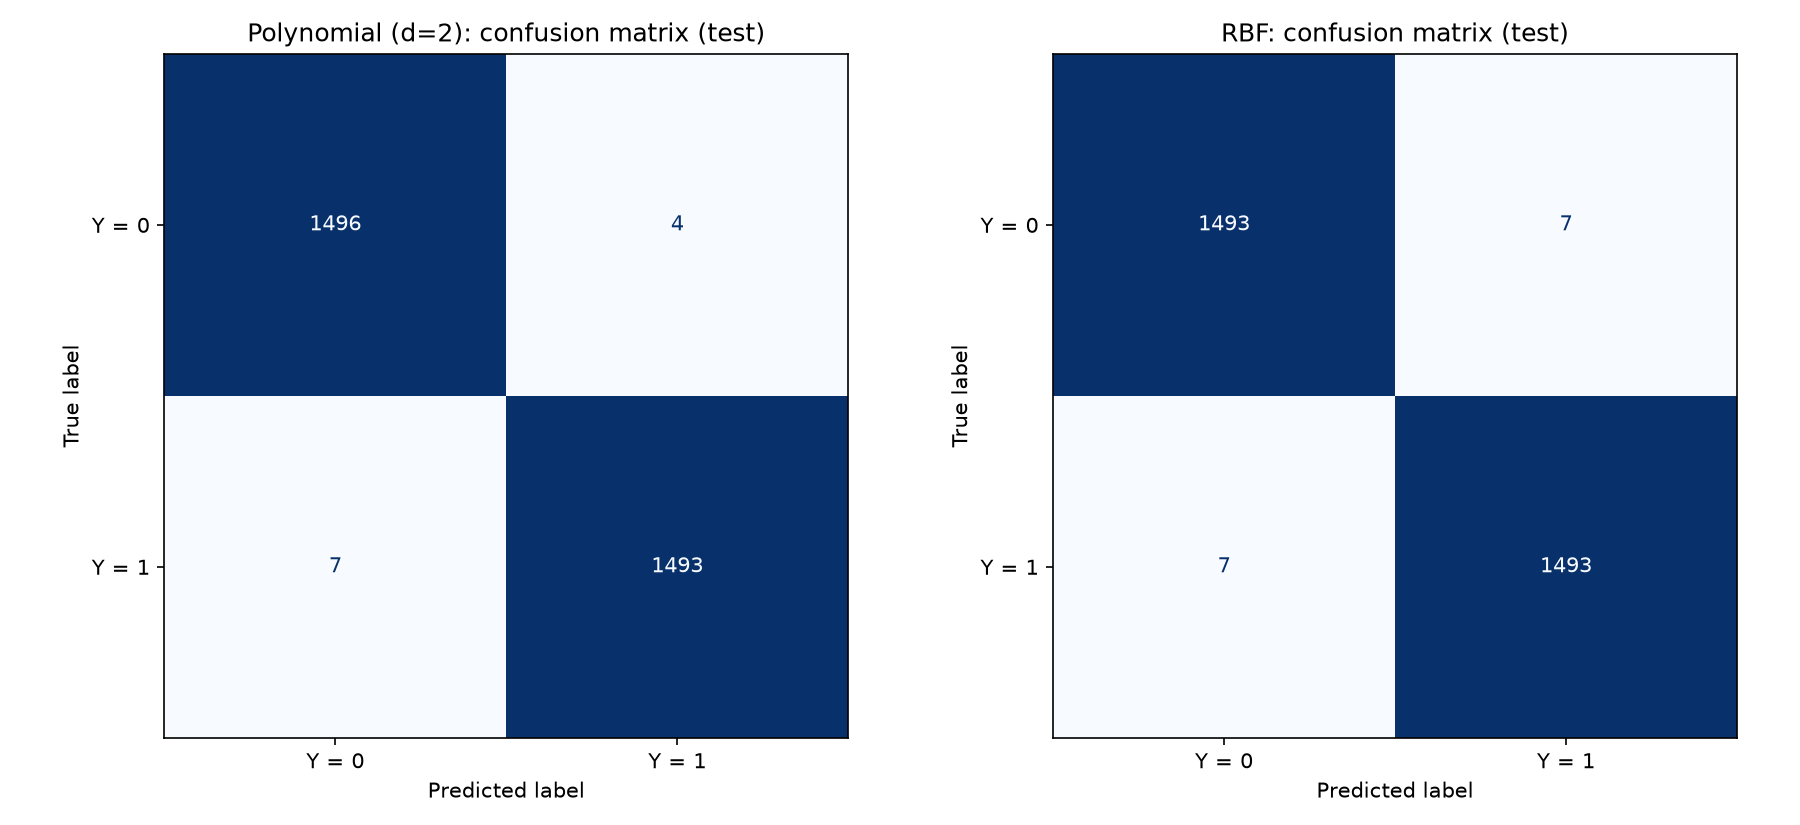 Polynomial (d=2): confusion matrix (test)
1496
4
7
1493
Y = 0
Y = 1
True label
Y = 0
Y = 1
Predicted label
RBF: confusion matrix (test)
1493
7
7
1493
Y = 0
Y = 1
True label
Y = 0
Y = 1
Predicted label